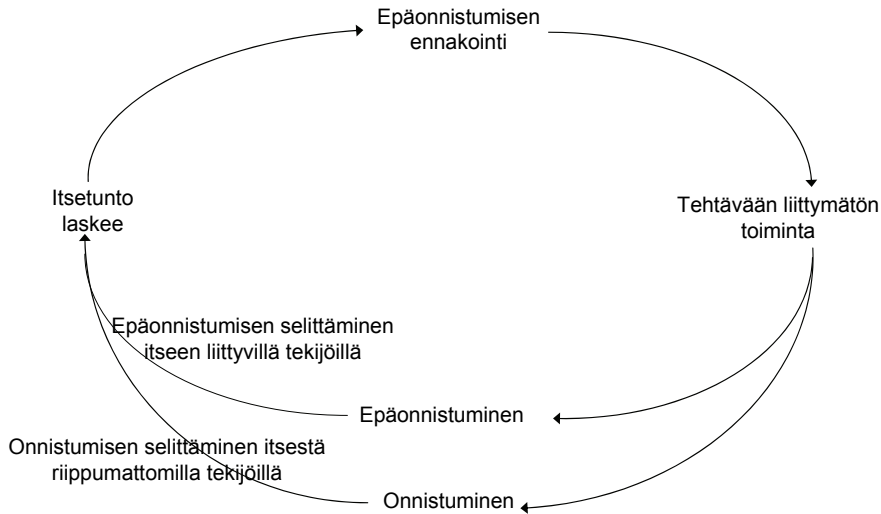 Epäonnistumisen
ennakointi
Itsetunto
laskee
Tehtävään liittymätön
toiminta
Epäonnistumisen selittäminen
itseen liittyvillä tekijöillä
Epäonnistuminen
Onnistumisen selittäminen itsestä
riippumattomilla tekijöillä
Onnistuminen